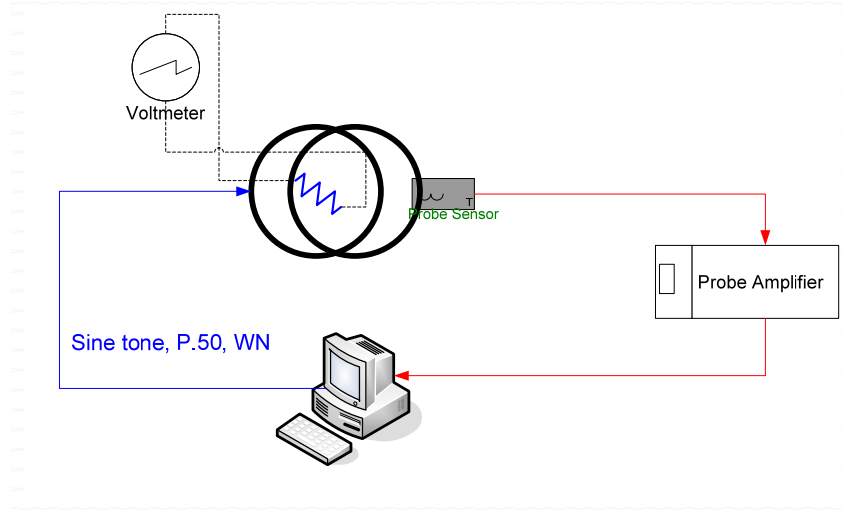 Voltmeter
T
Probe Sensor
Probe Amplifier
Sine tone, P.50, WN